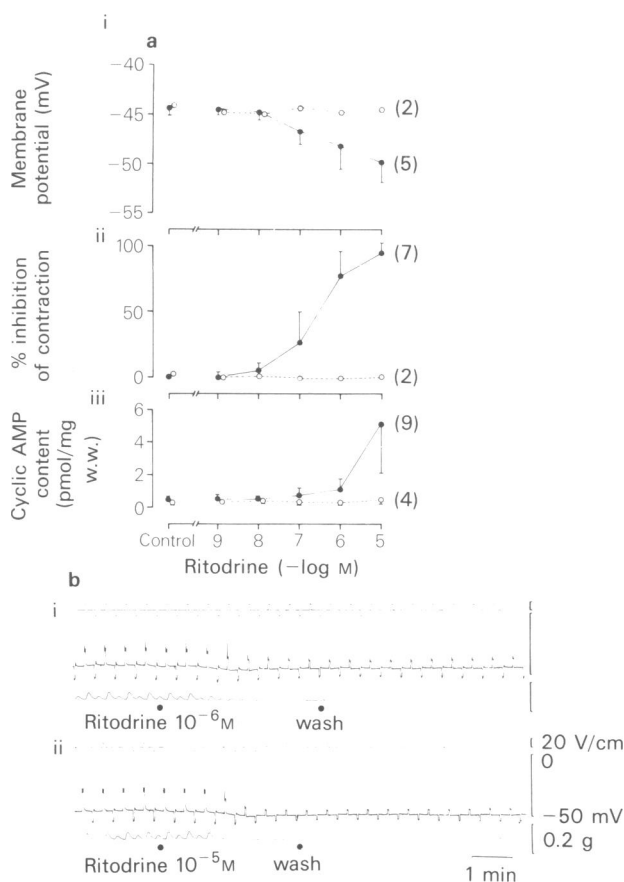 i
a
−40
−45
−50
−55
Membrane
potential (mV)
(2)
(5)
ii
100
50
0
% inhibition
of contraction
(7)
(2)
iii
6
4
2
0
Cyclic AMP
content
(pmol/mg
w.w.)
(9)
(4)
Control 9 8 7 6 5
Ritodrine (−log M)
b
i
Ritodrine 10⁻⁶M wash
ii
20 V/cm
0
−50 mV
0.2 g
Ritodrine 10⁻⁵M wash
1 min